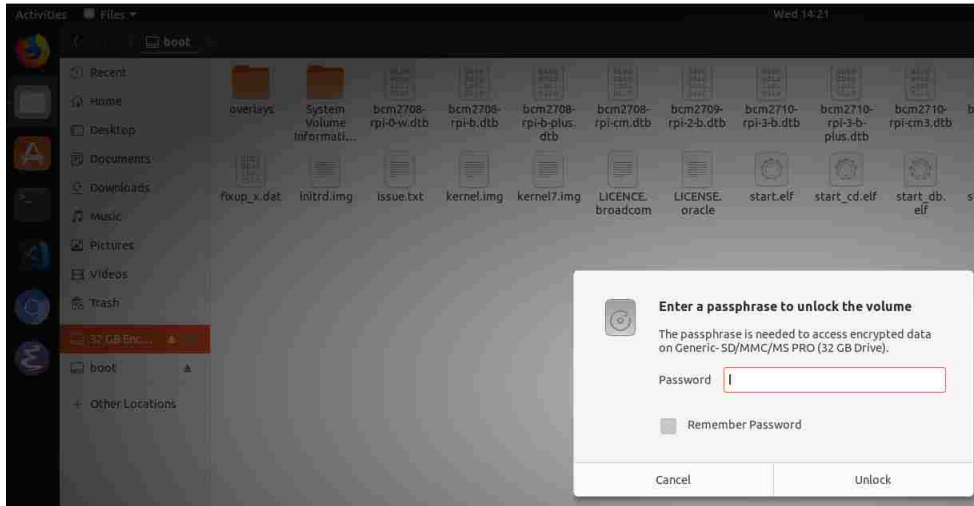 Activities
Files
Wed 14:21
boot
Recent
Home
Desktop
Documents
Downloads
Music
Pictures
Videos
Trash
32 GB Enc...
boot
+ Other Locations
overlays
System
Volume
Informati...
bcm2708-
rpi-0-w.dtb
bcm2708-
rpi-b.dtb
bcm2708-
rpi-b-plus.
dtb
bcm2708-
rpi-cm.dtb
bcm2709-
rpi-2-b.dtb
bcm2710-
rpi-3-b.dtb
bcm2710-
rpi-3-b-
plus.dtb
bcm2710-
rpi-cm3.dtb
fixup_x.dat
initrd.img
issue.txt
kernel.img
kernel7.img
LICENCE.
broadcom
LICENSE.
oracle
start.elf
start_cd.elf
start_db.
elf
Enter a passphrase to unlock the volume
The passphrase is needed to access encrypted data
on Generic- SD/MMC/MS PRO (32 GB Drive).
Password
Remember Password
Cancel
Unlock